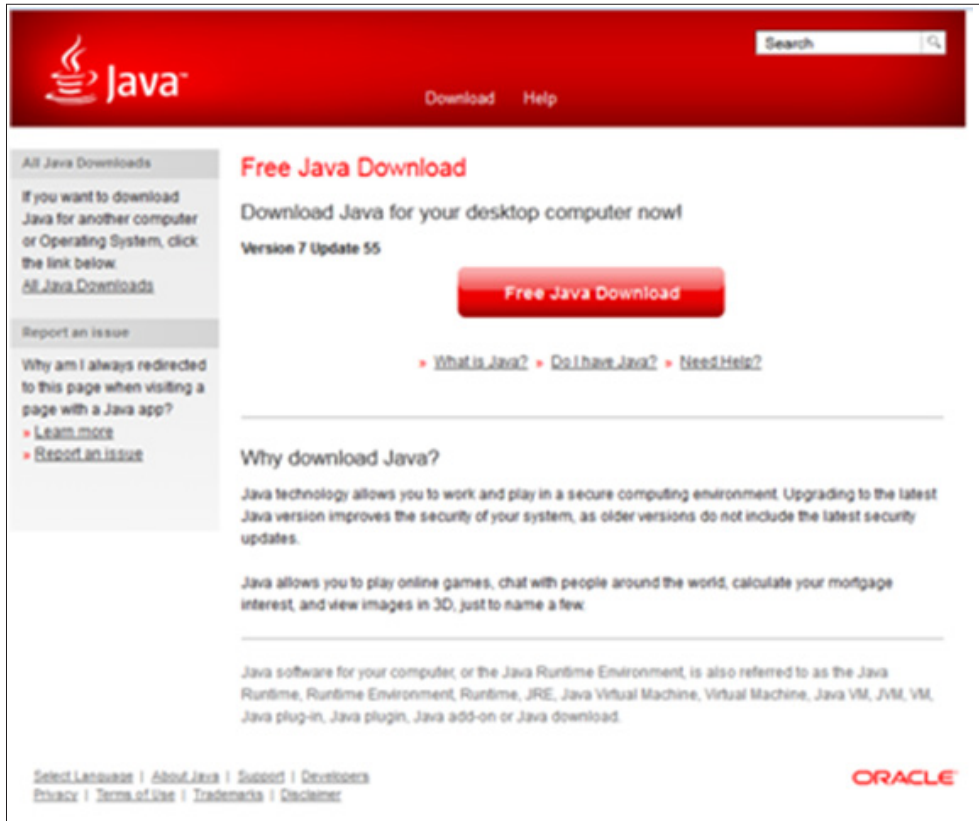 Java™
Search
Download Help
All Java Downloads
If you want to download
Java for another computer
or Operating System, click
the link below.
All Java Downloads
Report an issue
Why am I always redirected
to this page when visiting a
page with a Java app?
» Learn more
» Report an issue
Free Java Download
Download Java for your desktop computer now!
Version 7 Update 55
Free Java Download
» What is Java? » Do I have Java? » Need Help?
Why download Java?
Java technology allows you to work and play in a secure computing environment. Upgrading to the latest
Java version improves the security of your system, as older versions do not include the latest security
updates.
Java allows you to play online games, chat with people around the world, calculate your mortgage
interest, and view images in 3D, just to name a few.
Java software for your computer, or the Java Runtime Environment, is also referred to as the Java
Runtime, Runtime Environment, Runtime, JRE, Java Virtual Machine, Virtual Machine, Java VM, JVM, VM,
Java plug-in, Java plugin, Java add-on or Java download.
Select Language | About Java | Support | Developers
Privacy | Terms of Use | Trademarks | Disclaimer
ORACLE